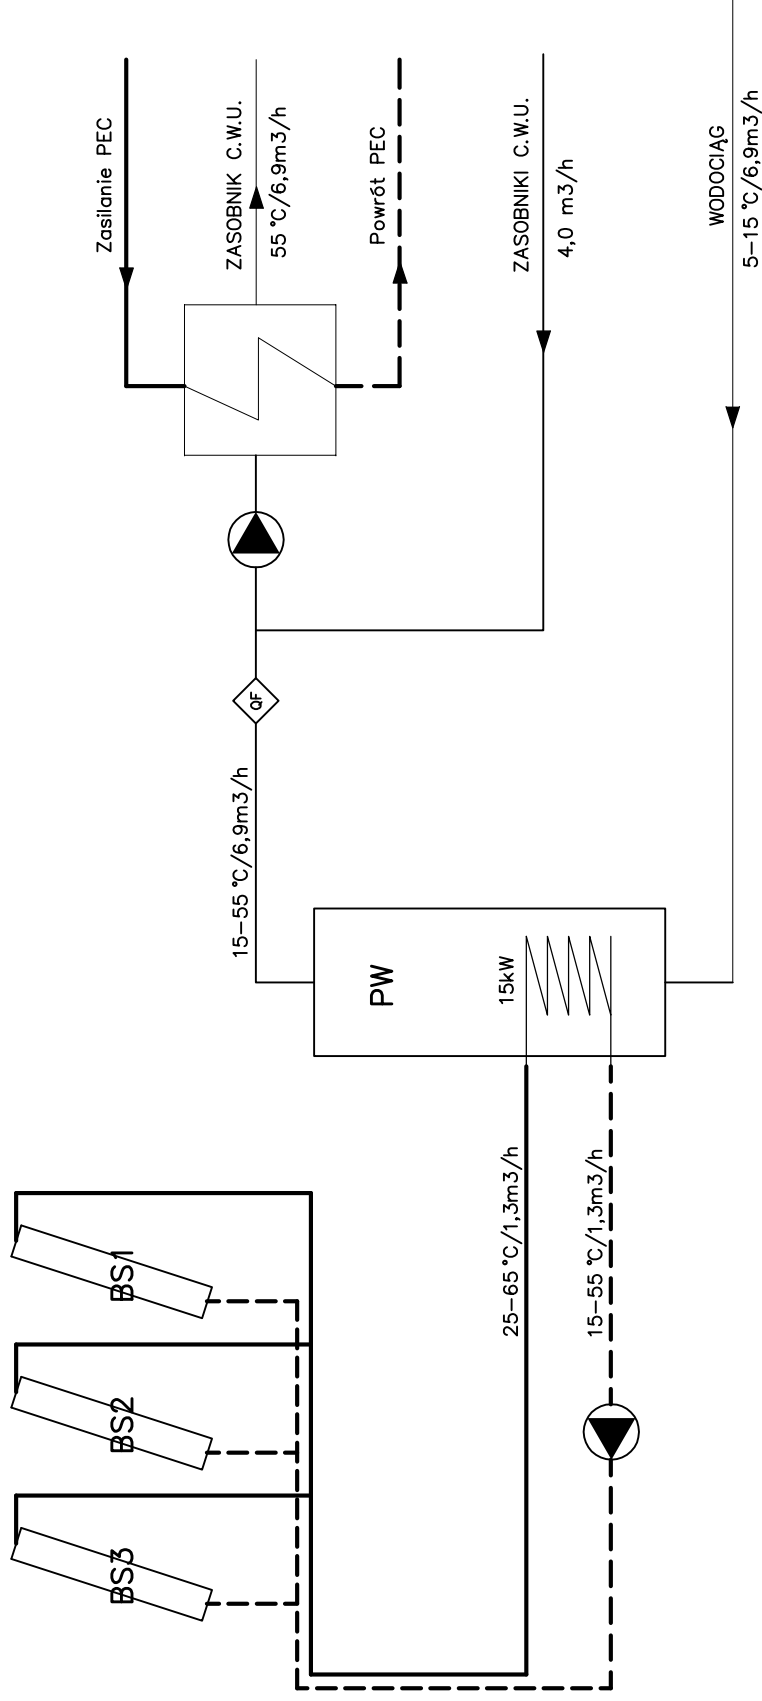 Zasilanie PEC
ZASOBNIK C.W.U.
55 °C/6,9m3/h
Powrót PEC
ZASOBNIKI C.W.U.
4,0 m3/h
WODOCIĄG
5-15 °C/6,9m3/h
QF
15-55 °C/6,9m3/h
PW
15kW
25-65 °C/1,3m3/h
15-55 °C/1,3m3/h
BS1
BS2
BS3